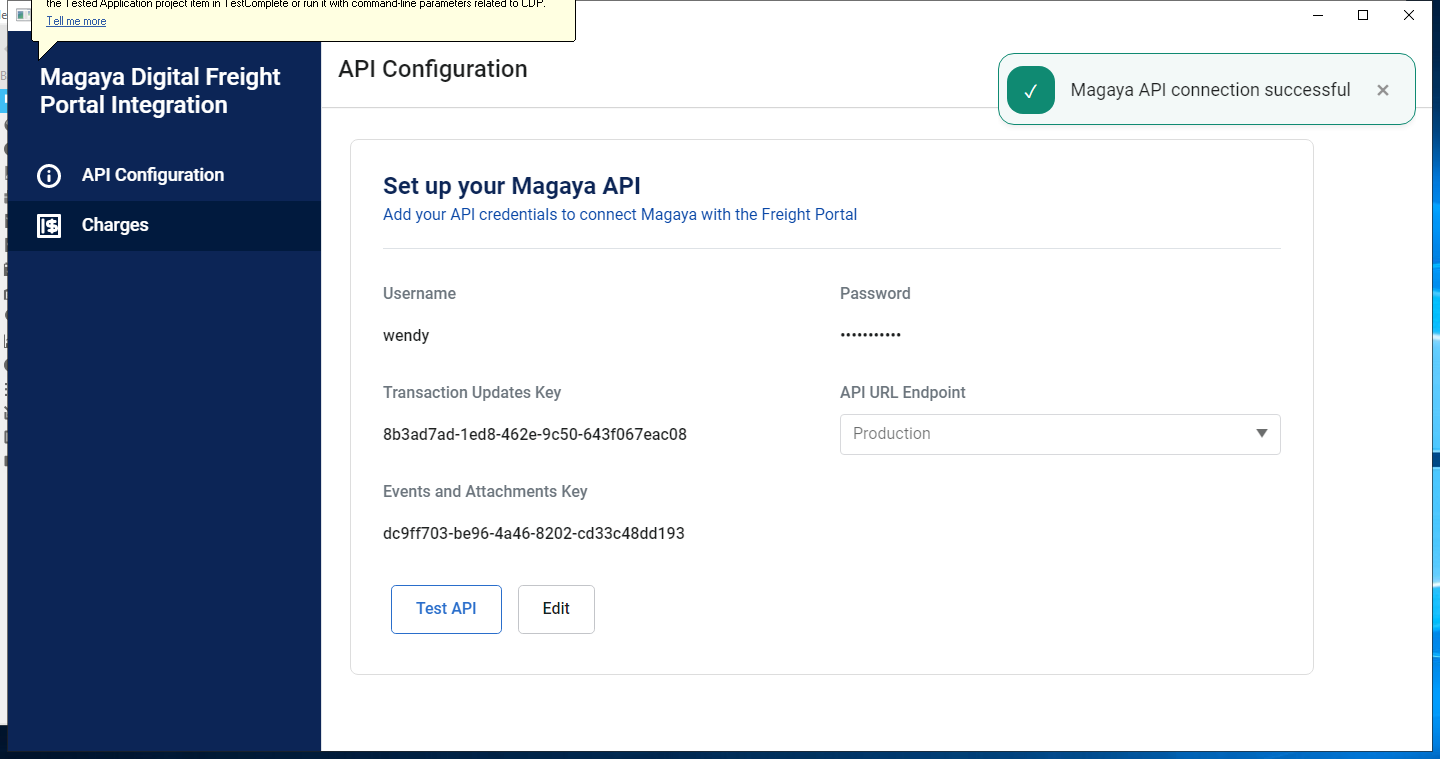 the Tested Application project item in TestComplete or run it with command-line parameters related to CDP.
Tell me more
Magaya Digital Freight
Portal Integration
API Configuration
Charges
API Configuration
✓ Magaya API connection successful ×
Set up your Magaya API
Add your API credentials to connect Magaya with the Freight Portal
Username
Password
wendy
•••••••••••
Transaction Updates Key
API URL Endpoint
8b3ad7ad-1ed8-462e-9c50-643f067eac08
Production
Events and Attachments Key
dc9ff703-be96-4a46-8202-cd33c48dd193
Test API
Edit